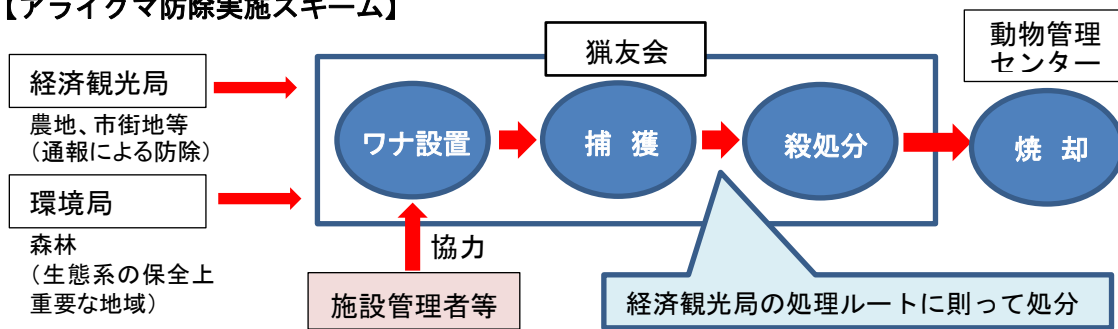 【アライグマ防除実施スキーム】
経済観光局
農地、市街地等
（通報による防除）
環境局
森林
（生態系の保全上
重要な地域）
猟友会
ワナ設置
捕 獲
殺処分
動物管理
センター
焼 却
協力
施設管理者等
経済観光局の処理ルートに則って処分